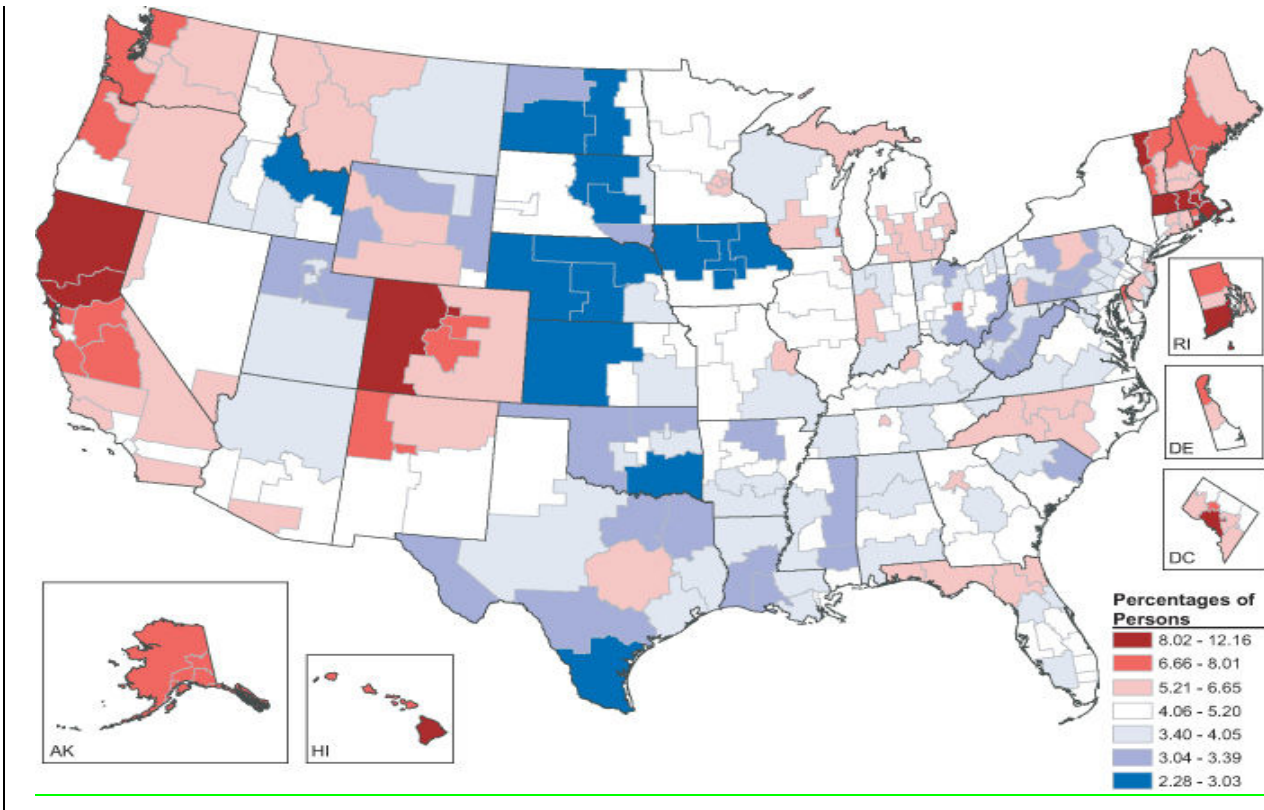 RI
DE
DC
AK
HI
Percentages of
Persons
8.02 - 12.16
6.66 - 8.01
5.21 - 6.65
4.06 - 5.20
3.40 - 4.05
3.04 - 3.39
2.28 - 3.03